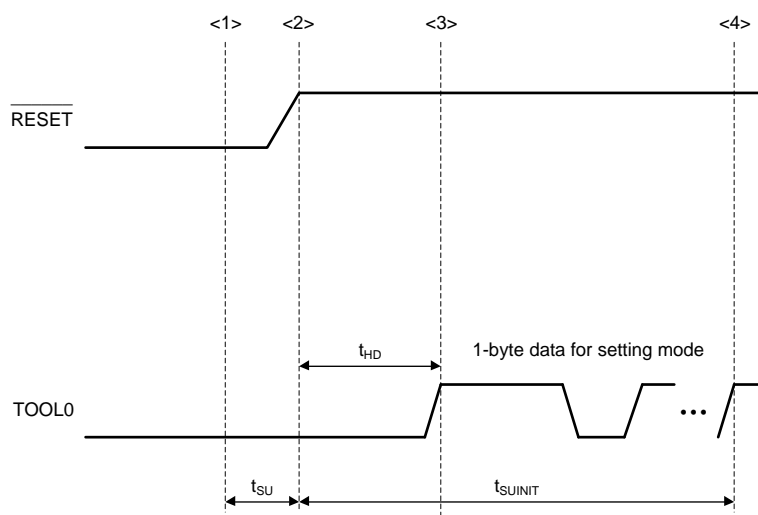 <1> <2> <3> <4>
RESET
tHD
1-byte data for setting mode
TOOL0
...
tSU tSUINIT